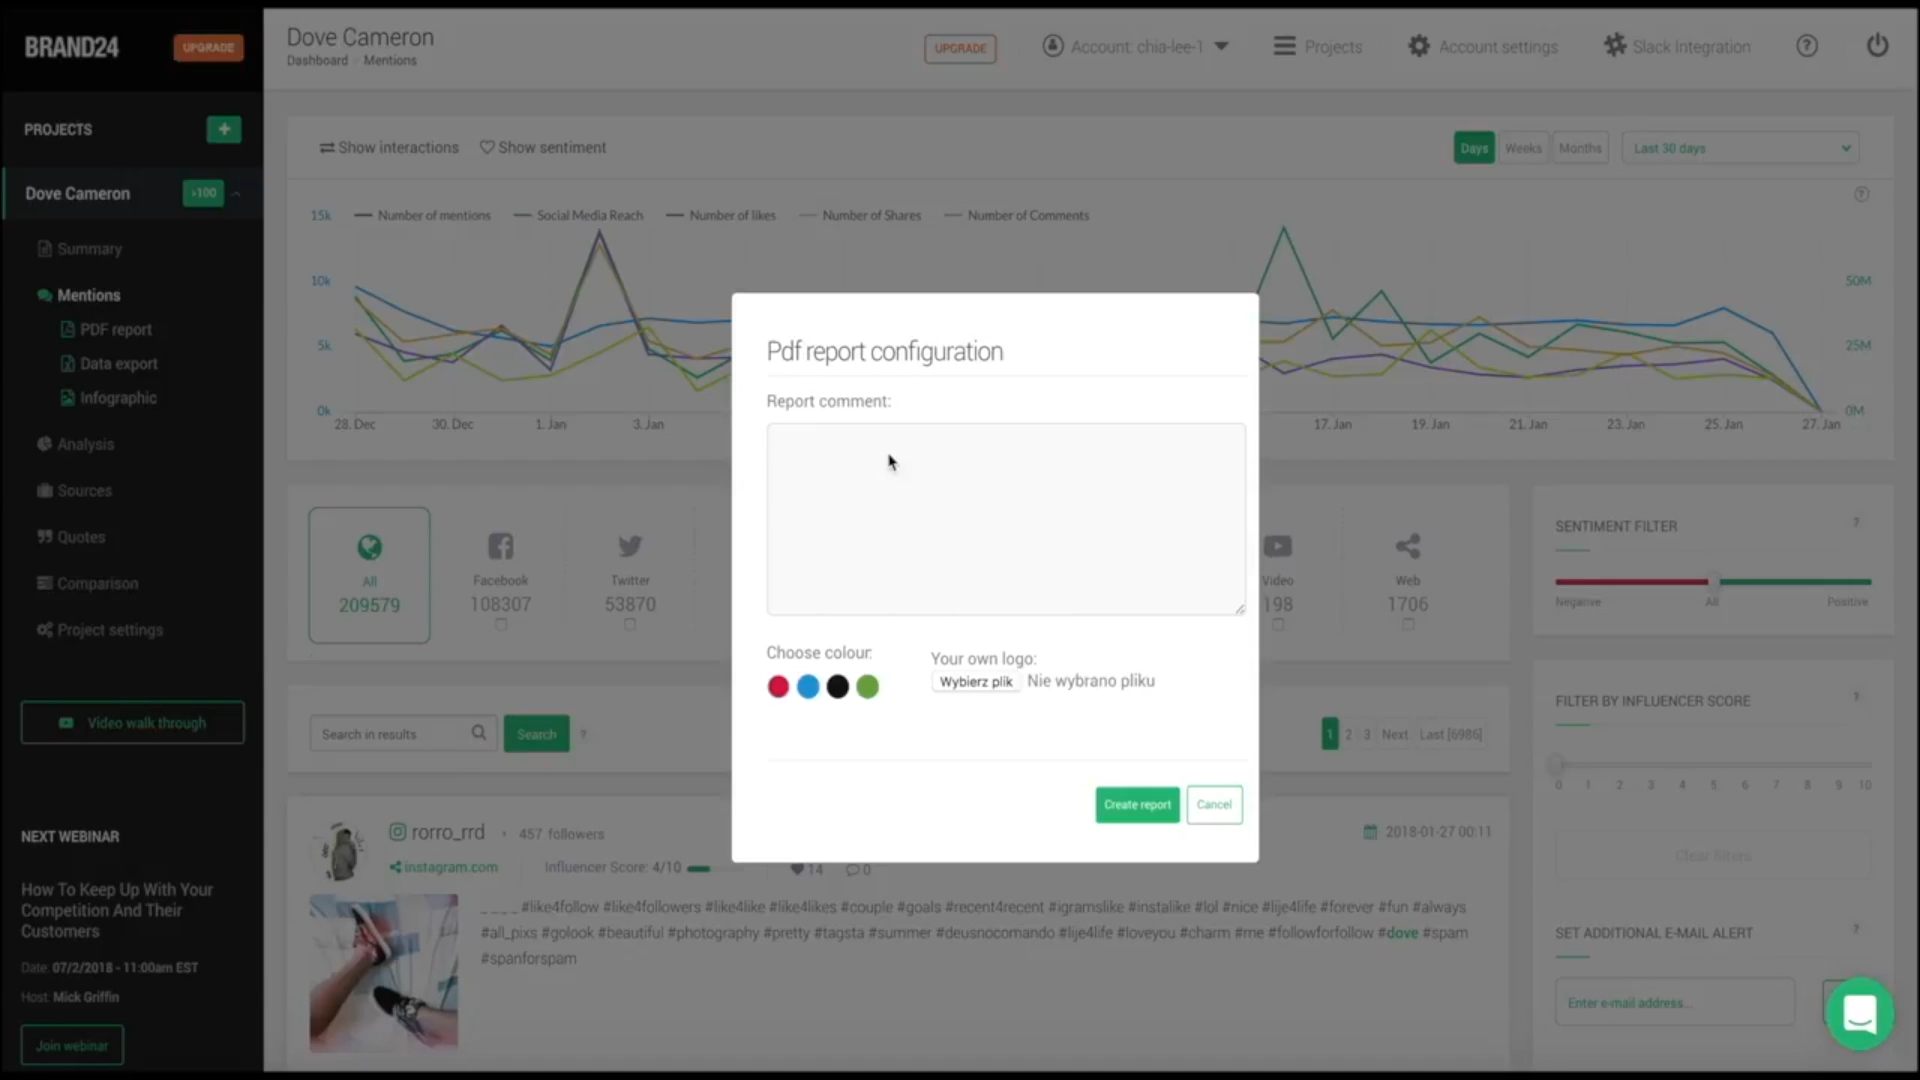 BRAND24
UPGRADE
PROJECTS
+
Dove Cameron
>100
Summary
Mentions
PDF report
Data export
Infographic
Analysis
Sources
Quotes
Comparison
Project settings
Video walk through
NEXT WEBINAR
How To Keep Up With Your
Competition And Their
Customers
Date: 07/2/2018 - 11:00am EST
Host: Mick Griffin
Join webinar
Dove Cameron
Dashboard Mentions
UPGRADE
Account: chia-lee-1
Projects
Account settings
Slack Integration
?
Show interactions
Show sentiment
Days
Weeks
Months
Last 30 days
?
15k
Number of mentions
Social Media Reach
Number of likes
Number of Shares
Number of Comments
10k
5k
0k
50M
25M
0M
28. Dec
30. Dec
1. Jan
3. Jan
17. Jan
19. Jan
21. Jan
23. Jan
25. Jan
27. Jan
Pdf report configuration
Report comment:
Choose colour:
Your own logo:
Wybierz plik Nie wybrano pliku
Create report
Cancel
All
209579
Facebook
108307
Twitter
53870
Video
198
Web
1706
Search in results
Search
?
1 2 3 Next Last [6986]
rorro_rrd
457 followers
2018-01-27 00:11
instagram.com
Influencer Score: 4/10
14
0
#like4follow #like4followers #like4like #like4likes #couple #goals #recent4recent #igramslike #instalike #lol #nice #lije4life #forever #fun #always
#all_pixs #golook #beautiful #photography #pretty #tagsta #summer #deusnocomando #lije4life #loveyou #charm #me #followforfollow #dove #spam
#spanforspam
SENTIMENT FILTER
?
Negative
All
Positive
FILTER BY INFLUENCER SCORE
?
0 1 2 3 4 5 6 7 8 9 10
Clear filters
SET ADDITIONAL E-MAIL ALERT
?
Enter e-mail address...